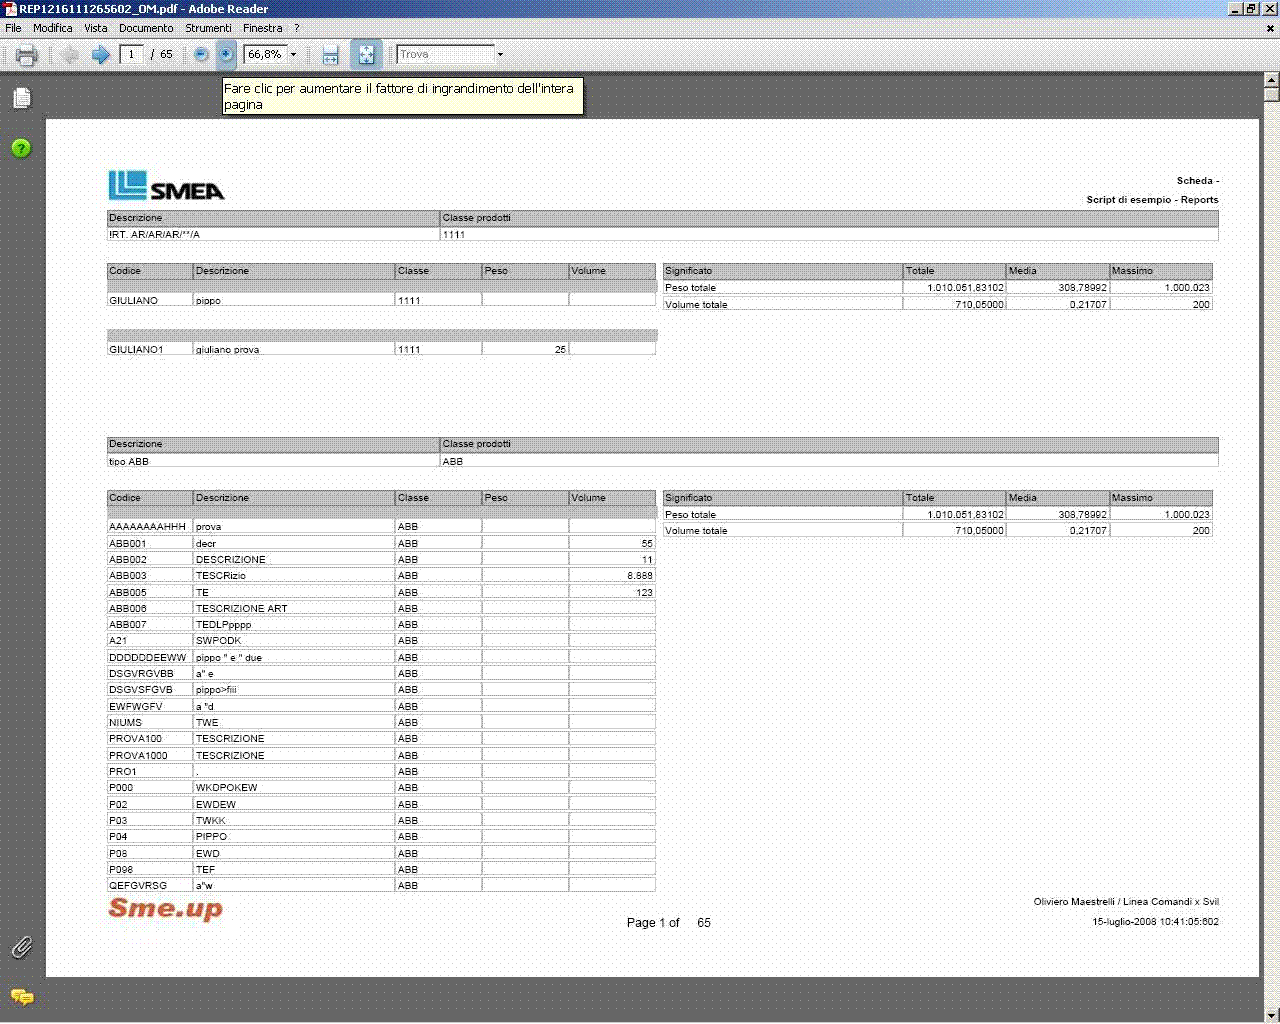 REP1216111265602_OM.pdf - Adobe Reader
File Modifica Vista Documento Strumenti Finestra ?
1 / 65 66,8% Trova
Fare clic per aumentare il fattore di ingrandimento dell'intera
pagina
SMEA
Scheda -
Script di esempio - Reports
Descrizione Classe prodotti
!RT. AR/AR/AR/**/A 1111
Codice Descrizione Classe Peso Volume Significato Totale Media Massimo
Peso totale 1.010.051,83102 308,78992 1.000.023
GIULIANO pippo 1111
Volume totale 710,05000 0,21707 200
GIULIANO1 giuliano prova 1111 25
Descrizione Classe prodotti
tipo ABB ABB
Codice Descrizione Classe Peso Volume Significato Totale Media Massimo
Peso totale 1.010.051,83102 308,78992 1.000.023
AAAAAAAAHHH prova ABB
Volume totale 710,05000 0,21707 200
ABB001 decr ABB 55
ABB002 DESCRIZIONE ABB 11
ABB003 TESCRizio ABB 8.888
ABB005 TE ABB 123
ABB006 TESCRIZIONE ART ABB
ABB007 TEDLPpppp ABB
A21 SWPODK ABB
DDDDDDEEWW pippo " e " due ABB
DSGVRGVBB a" e ABB
DSGVSFGVB pippo>fiii ABB
EWFWGFV a "d ABB
NIUMS TWE ABB
PROVA100 TESCRIZIONE ABB
PROVA1000 TESCRIZIONE ABB
PRO1 . ABB
P000 WKDPOKEW ABB
P02 EWDEW ABB
P03 TWKK ABB
P04 PIPPO ABB
P08 EWD ABB
P098 TEF ABB
QEFGVRSG a"w ABB
Sme.up
Oliviero Maestrelli / Linea Comandi x Svil
Page 1 of 65
15-luglio-2008 10:41:05:602